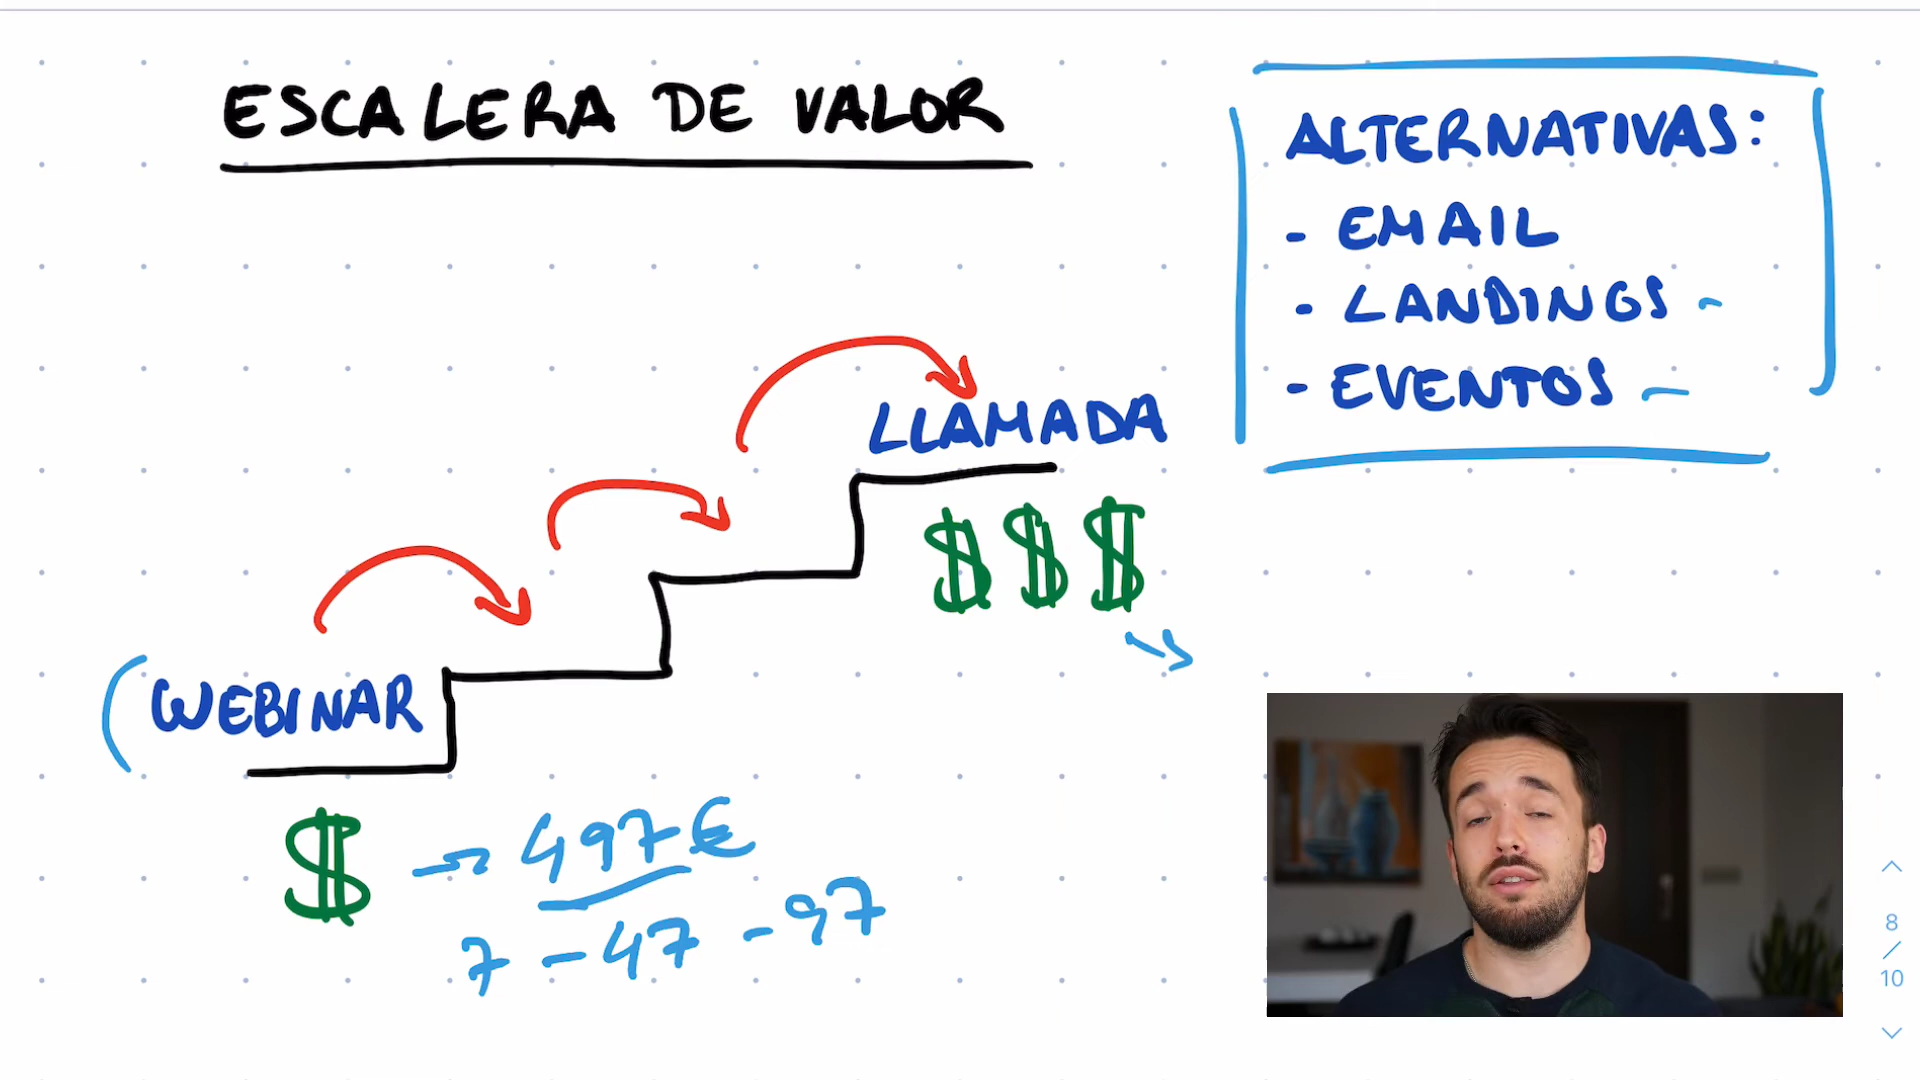 ESCALERA DE VALOR
ALTERNATIVAS:
- EMAIL
- LANDINGS -
- EVENTOS -
LLAMADA
$ $ $
(WEBINAR
$ → 497€
7 - 47 - 97
8
/
10